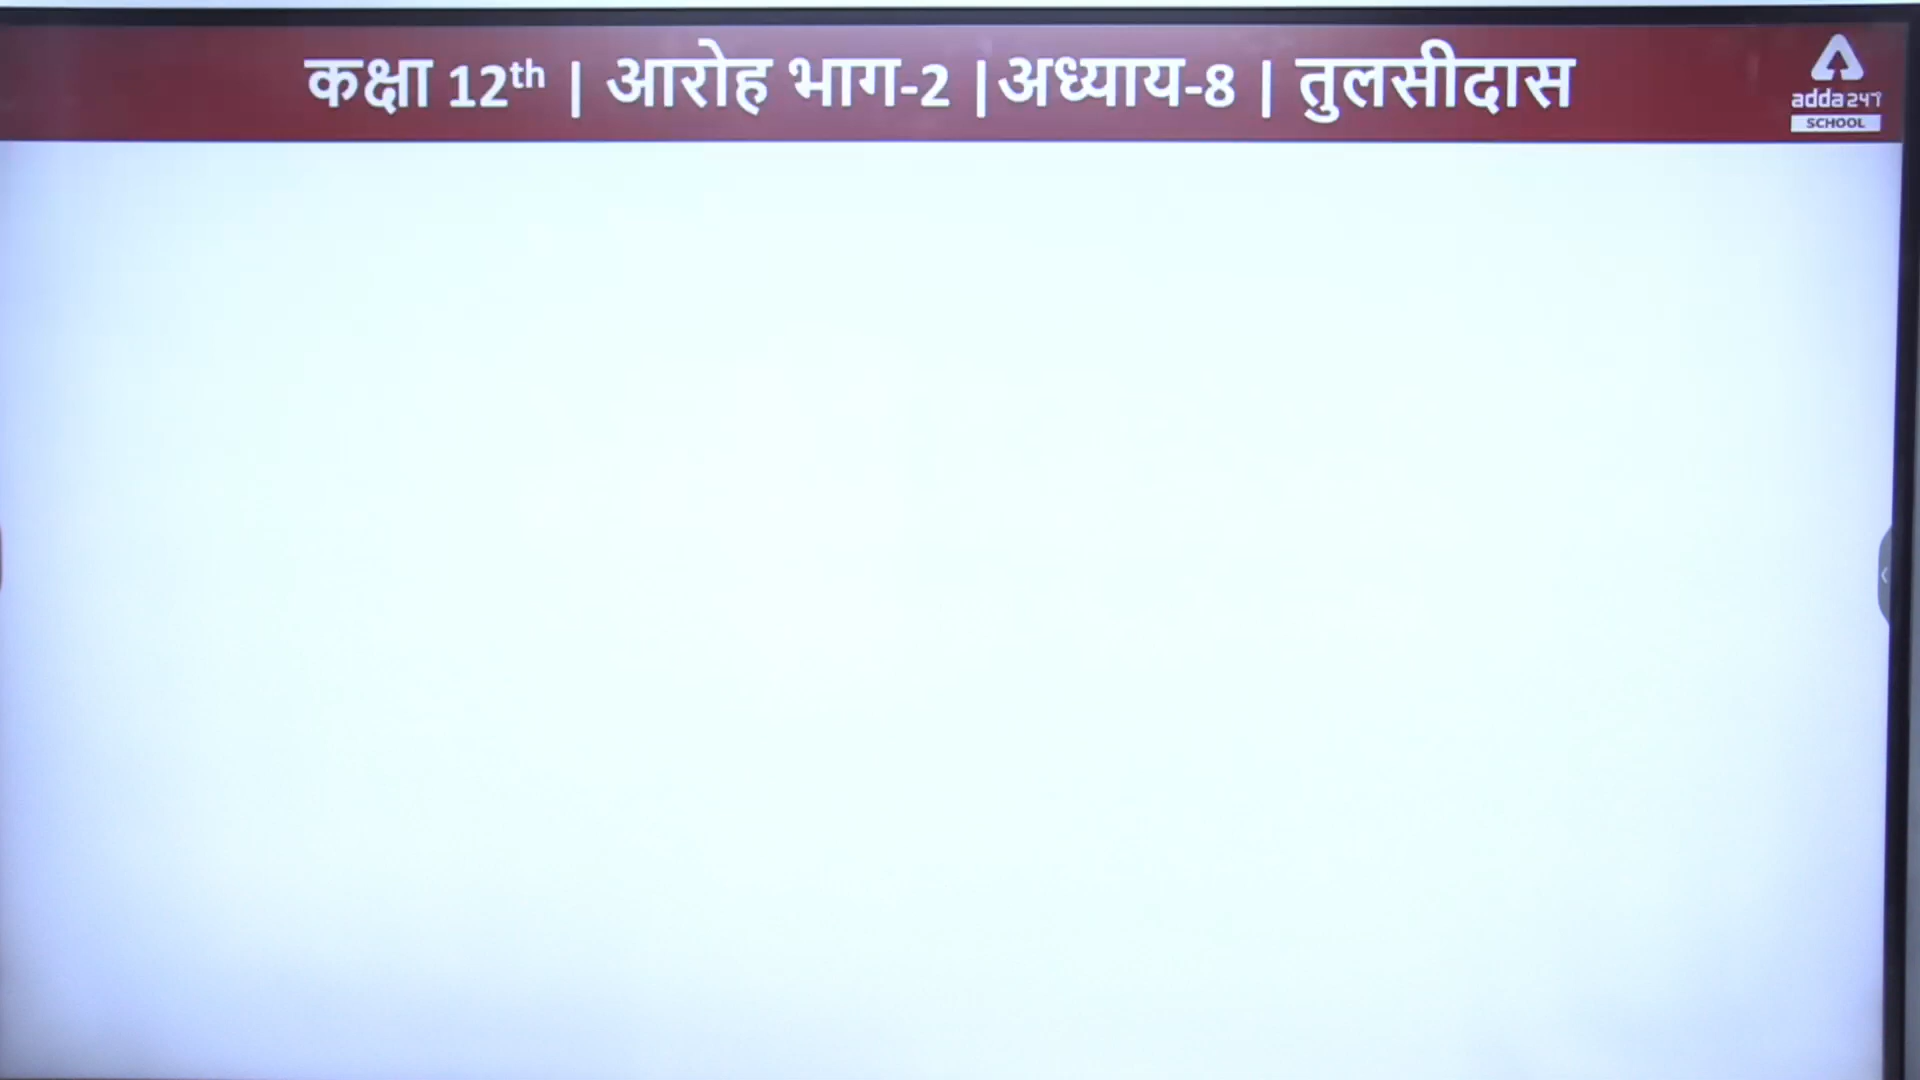 कक्षा 12th | आरोह भाग-2 |अध्याय-8 | तुलसीदास
adda247
SCHOOL